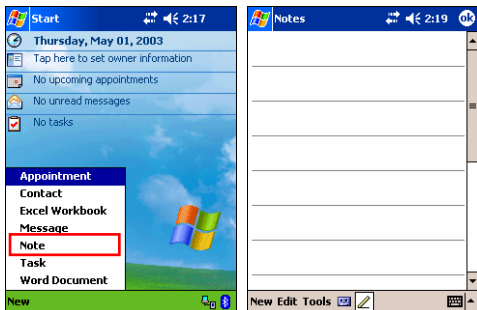 Start 2:17
Thursday, May 01, 2003
Tap here to set owner information
No upcoming appointments
No unread messages
No tasks
Appointment
Contact
Excel Workbook
Message
Note
Task
Word Document
New
Notes 2:19 ok
New Edit Tools